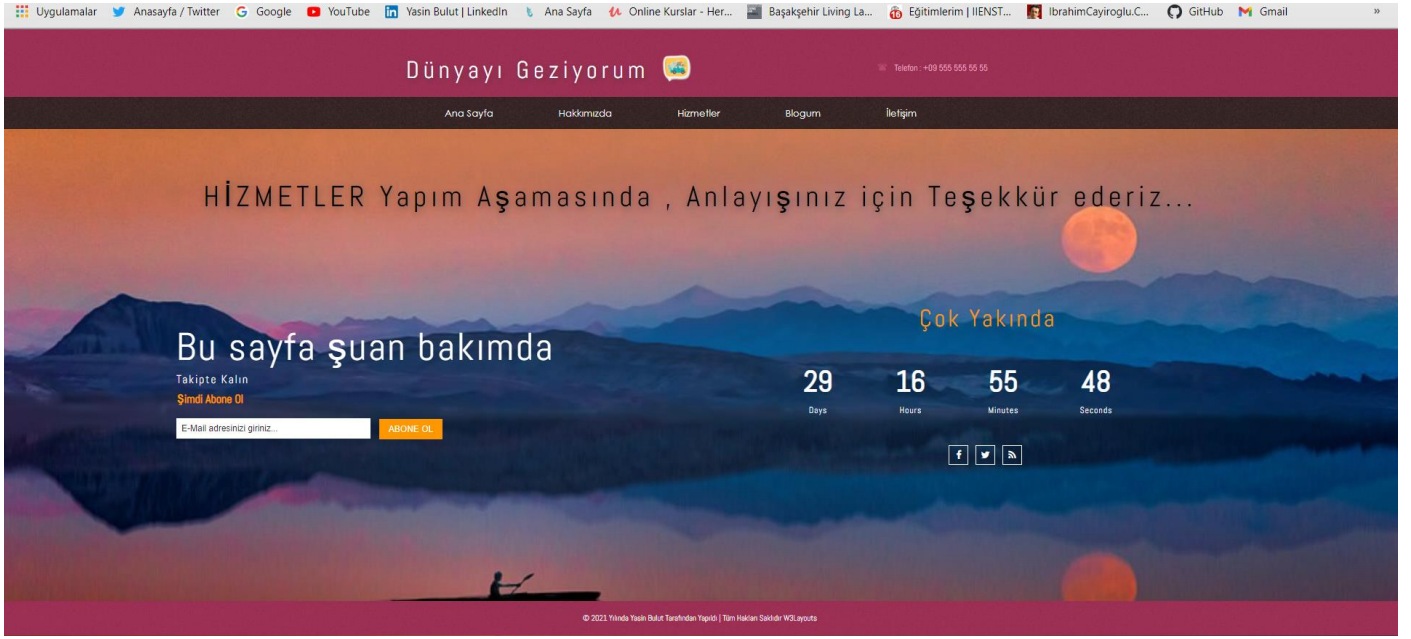 Uygulamalar Anasayfa / Twitter Google YouTube Yasin Bulut | LinkedIn Ana Sayfa Online Kurslar - Her... Başakşehir Living La... Eğitimlerim | IIENST... IbrahimCayiroglu.C... GitHub Gmail »
Dünyayı Geziyorum
Telefon : +09 555 555 55 55
Ana Sayfa Hakkımızda Hizmetler Blogum İletişim
HİZMETLER Yapım Aşamasında , Anlayışınız için Teşekkür ederiz...
Bu sayfa şuan bakımda
Takipte Kalın
Şimdi Abone Ol
E-Mail adresinizi giriniz... ABONE OL
Çok Yakında
29 16 55 48
Days Hours Minutes Seconds
© 2021 Yılında Yasin Bulut Tarafından Yapıldı | Tüm Hakları Saklıdır W3Layouts